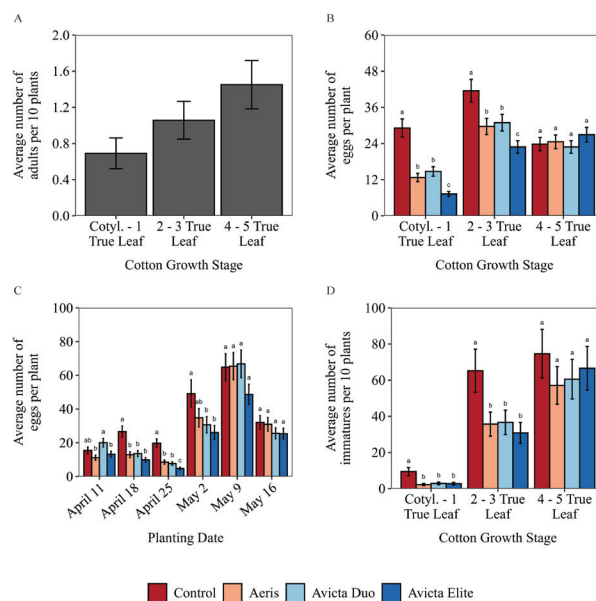 A
Average number of
adults per 10 plants
1.8
1.4
1.2
0.6
0.0
Cotyl. - 1
True Leaf
2 - 3 True
Leaf
4 - 5 True
Leaf
Cotton Growth Stage
B
Average number of
eggs per plant
60
36
24
12
0
a
b
b
c
a
b
b
c
a
a
a
a
Cotyl. - 1
True Leaf
2 - 3 True
Leaf
4 - 5 True
Leaf
Cotton Growth Stage
C
Average number of
eggs per plant
100
80
60
40
20
0
ab
b
a
b
a
b
b
b
a
b
b
c
a
ab
b
b
a
a
a
a
a
a
a
a
April 11
April 18
April 25
May 2
May 9
May 16
Planting Date
D
Average number of
immatures per 10 plants
100
80
60
40
20
0
a
b
b
b
a
b
b
b
a
a
a
a
Cotyl. - 1
True Leaf
2 - 3 True
Leaf
4 - 5 True
Leaf
Cotton Growth Stage
Control
Aeris
Avicta Duo
Avicta Elite